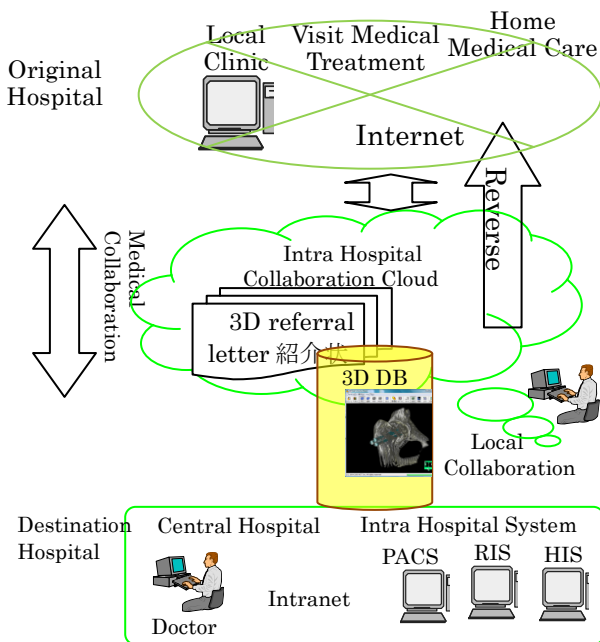 Home
Local
Clinic
Visit Medical
Treatment
Medical Care
Original
Hospital
Internet
Reverse
Medical
Collaboration
Intra Hospital
Collaboration Cloud
3D referral
letter 紹介状
3D DB
Local
Collaboration
Destination
Hospital
Central Hospital
Intra Hospital System
PACS
RIS
HIS
Intranet
Doctor